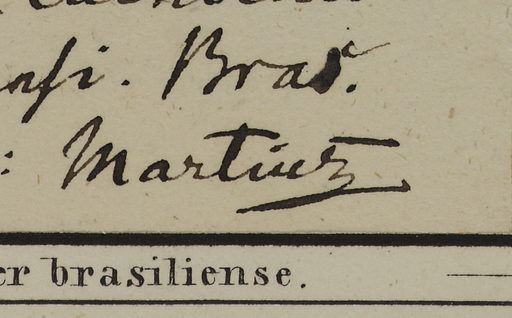 nsi. Bras.
: Martius
er brasiliense.